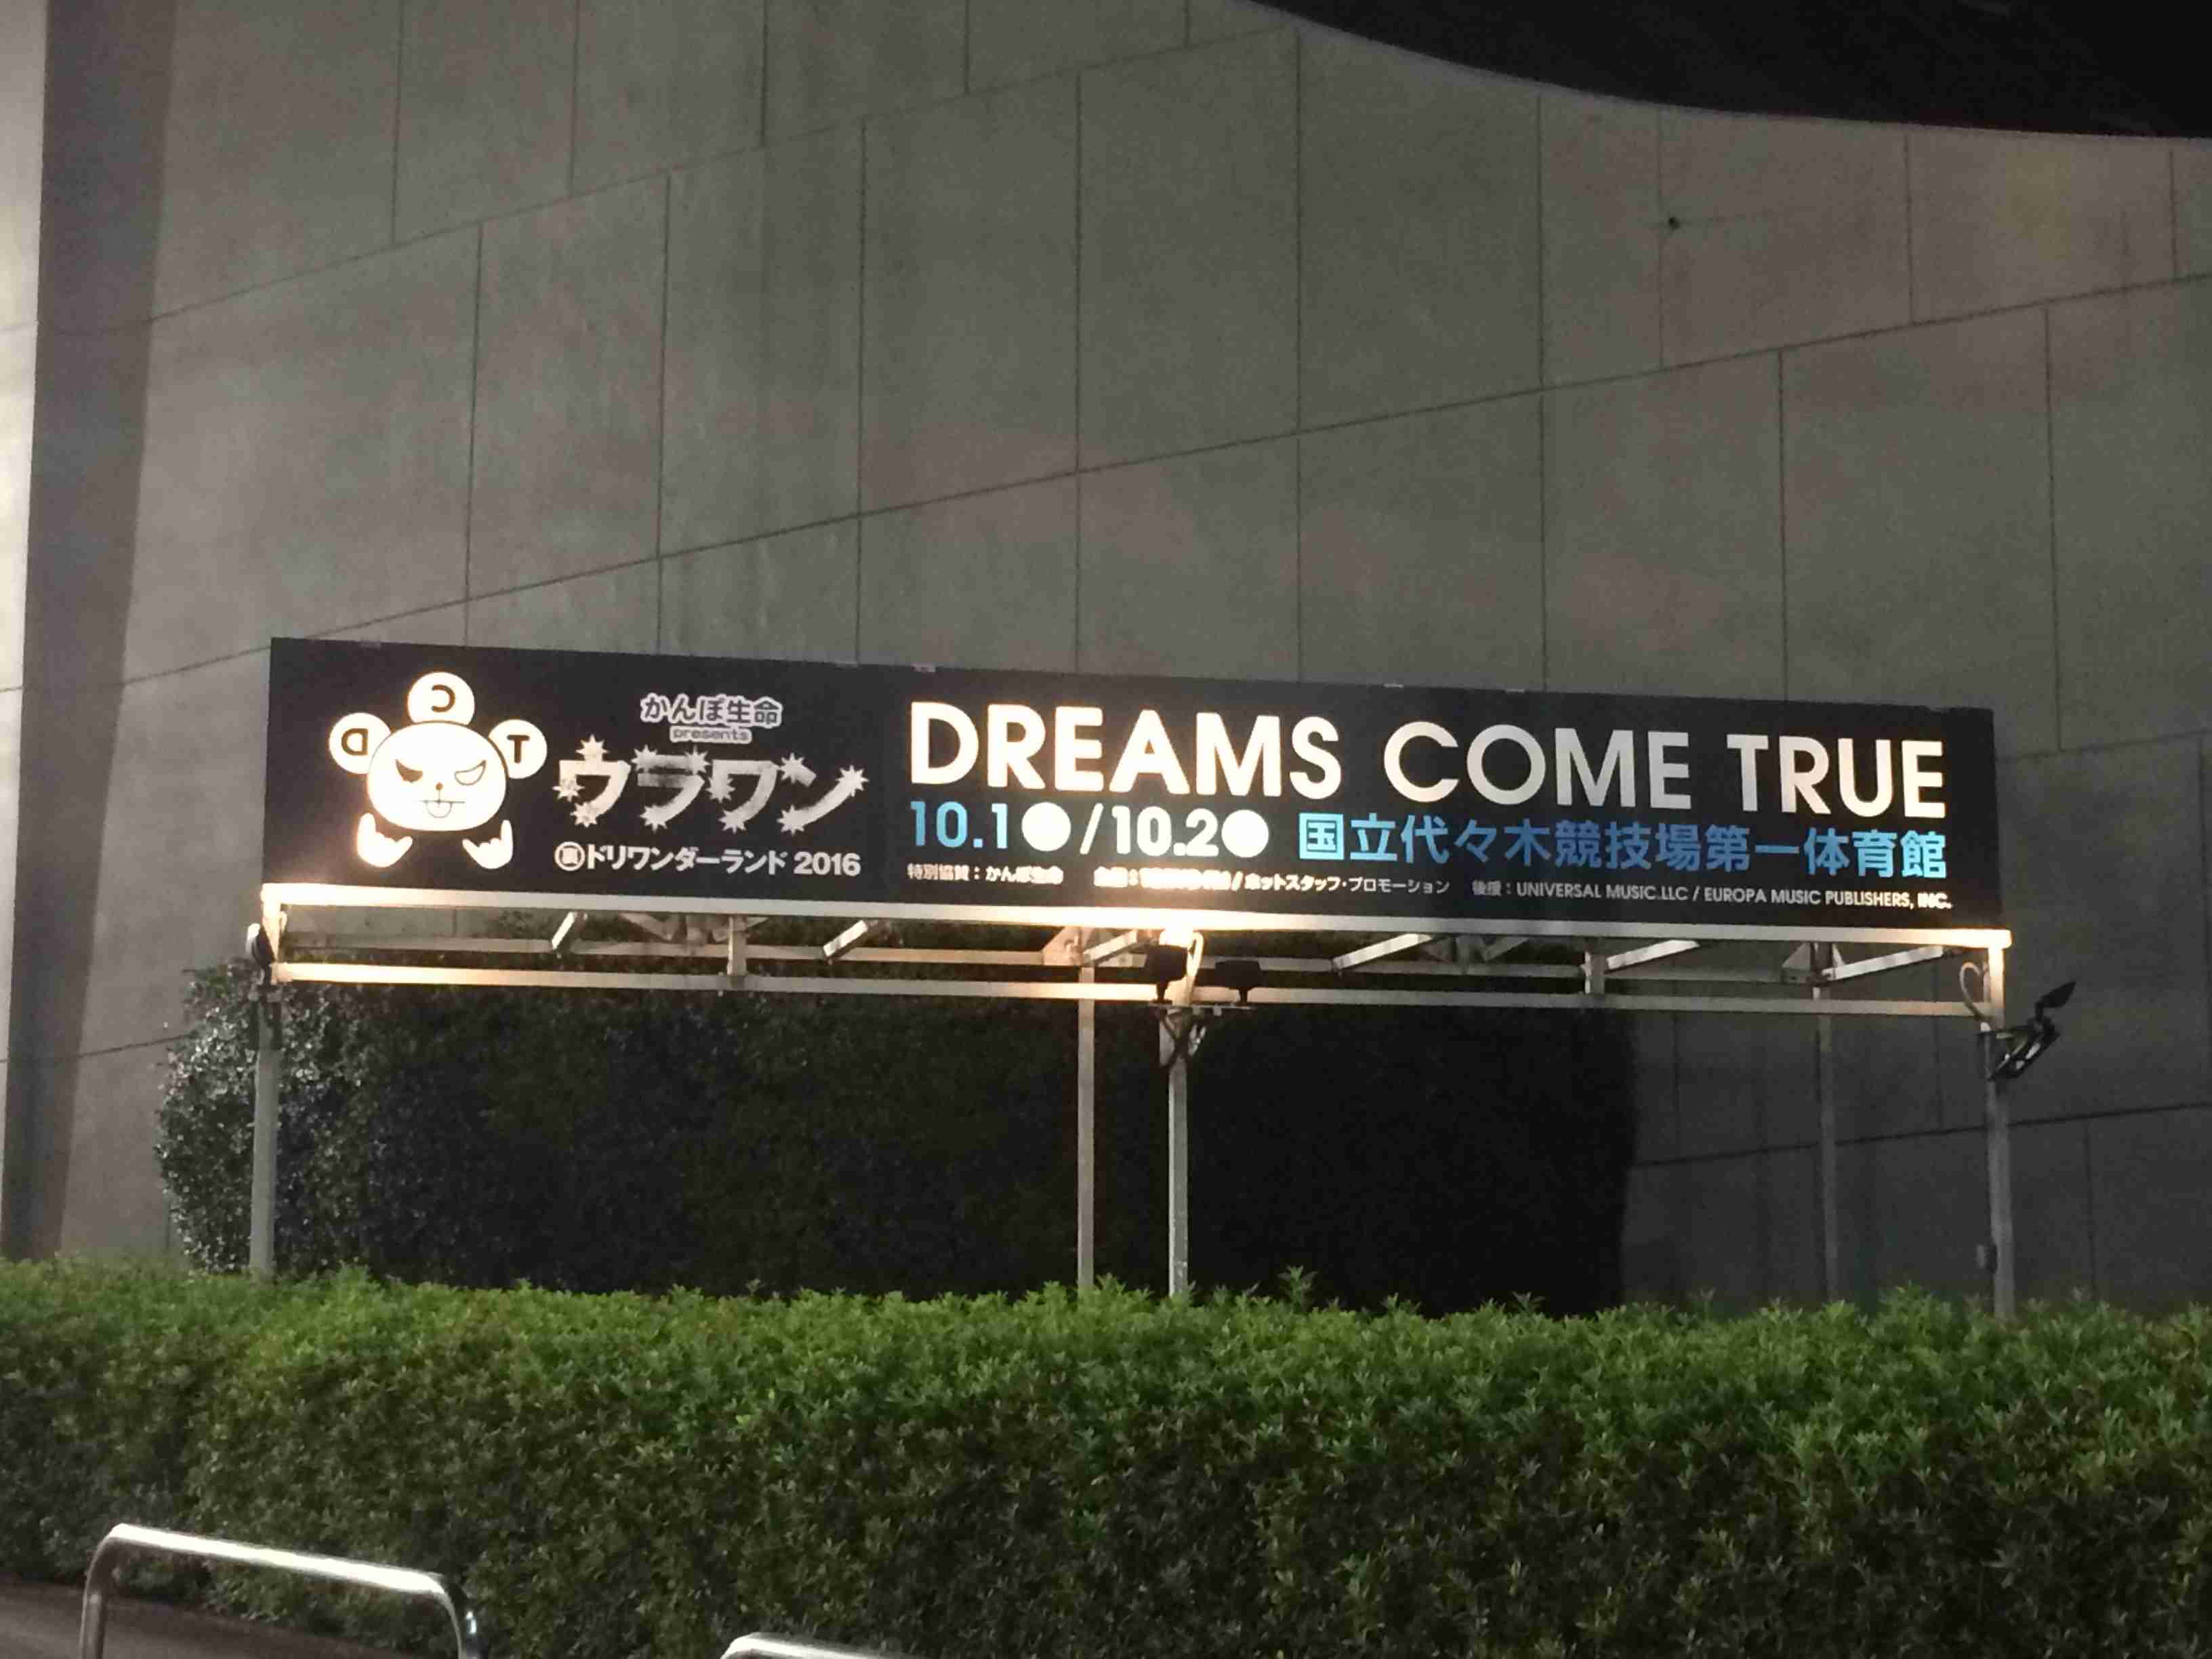 D C T
かんぽ生命
presents
ウラワン
裏ドリワンダーランド 2016
DREAMS COME TRUE
10.1 / 10.2 国立代々木競技場第一体育館
特別協賛：かんぽ生命 / ホットスタッフ・プロモーション 後援：UNIVERSAL MUSIC.LLC / EUROPA MUSIC PUBLISHERS, INC.